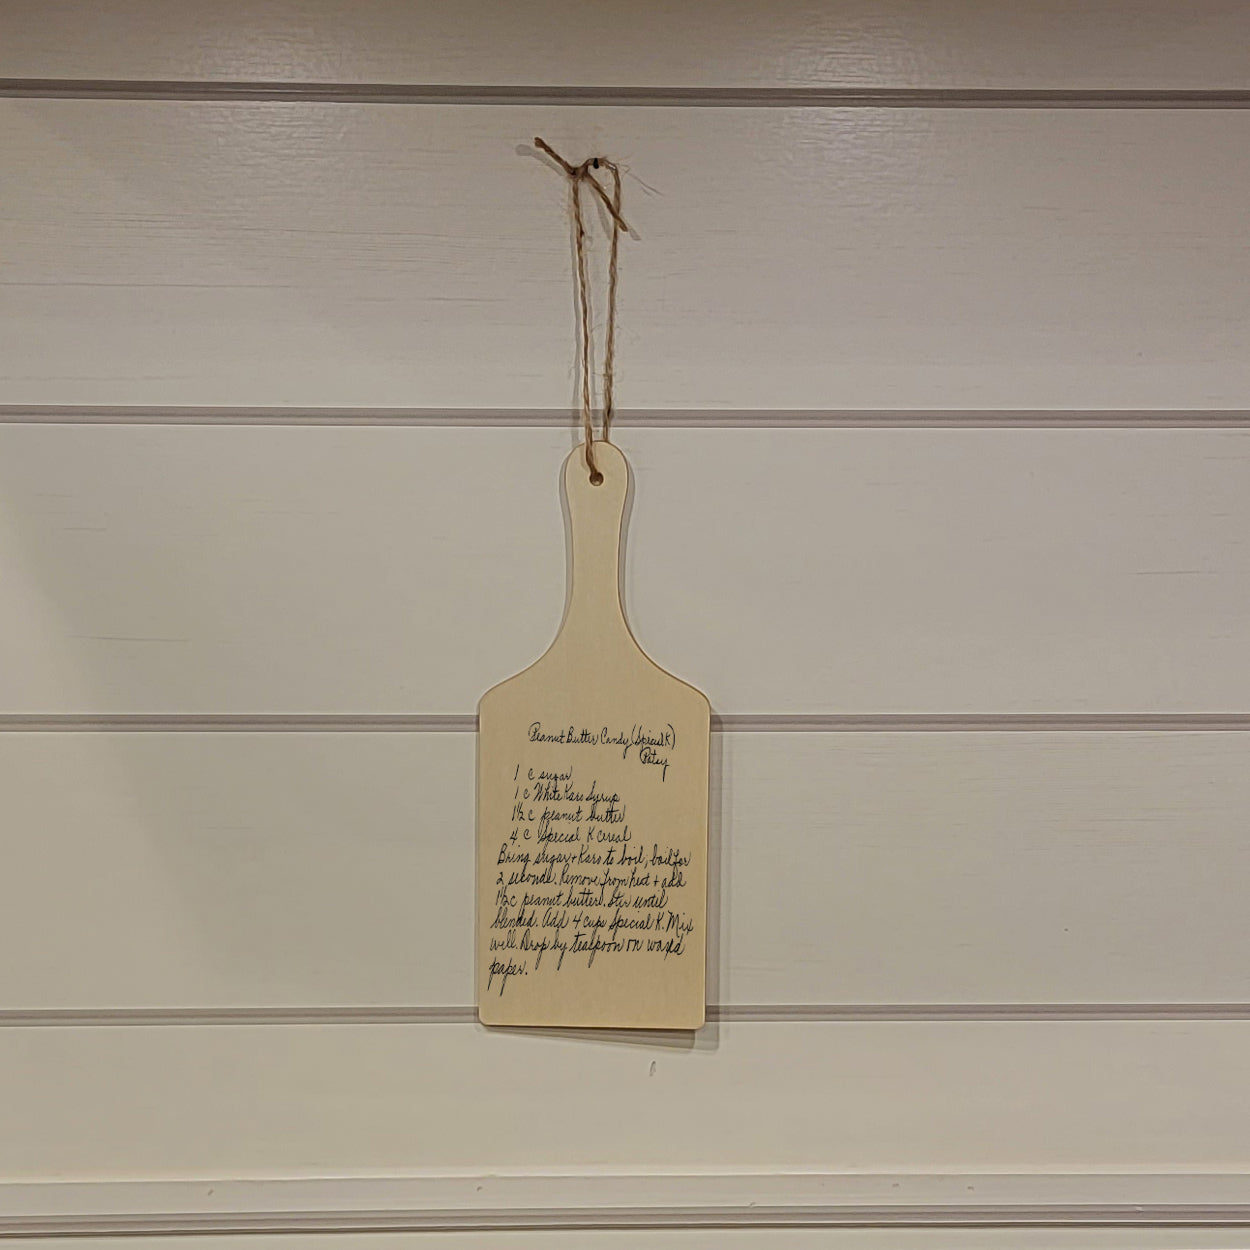 Peanut Butter Candy (Special K)
Patsy
1 c sugar
1 c White Karo Syrup
1½ c peanut butter
4 c Special K cereal
Bring sugar + Karo to boil; boil for
2 seconds. Remove from heat + add
1½ c peanut butter. Stir until
blended. Add 4 cups Special K. Mix
well. Drop by teaspoon on waxed
paper.